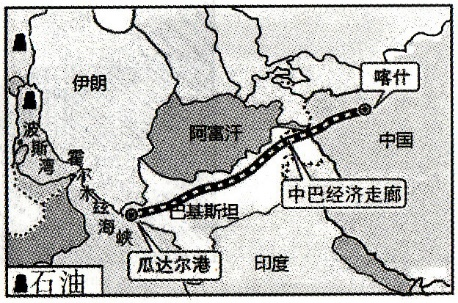 喀什
伊朗
阿富汗
中国
波斯湾
霍尔木兹海峡
中巴经济走廊
巴基斯坦
瓜达尔港
印度
石油